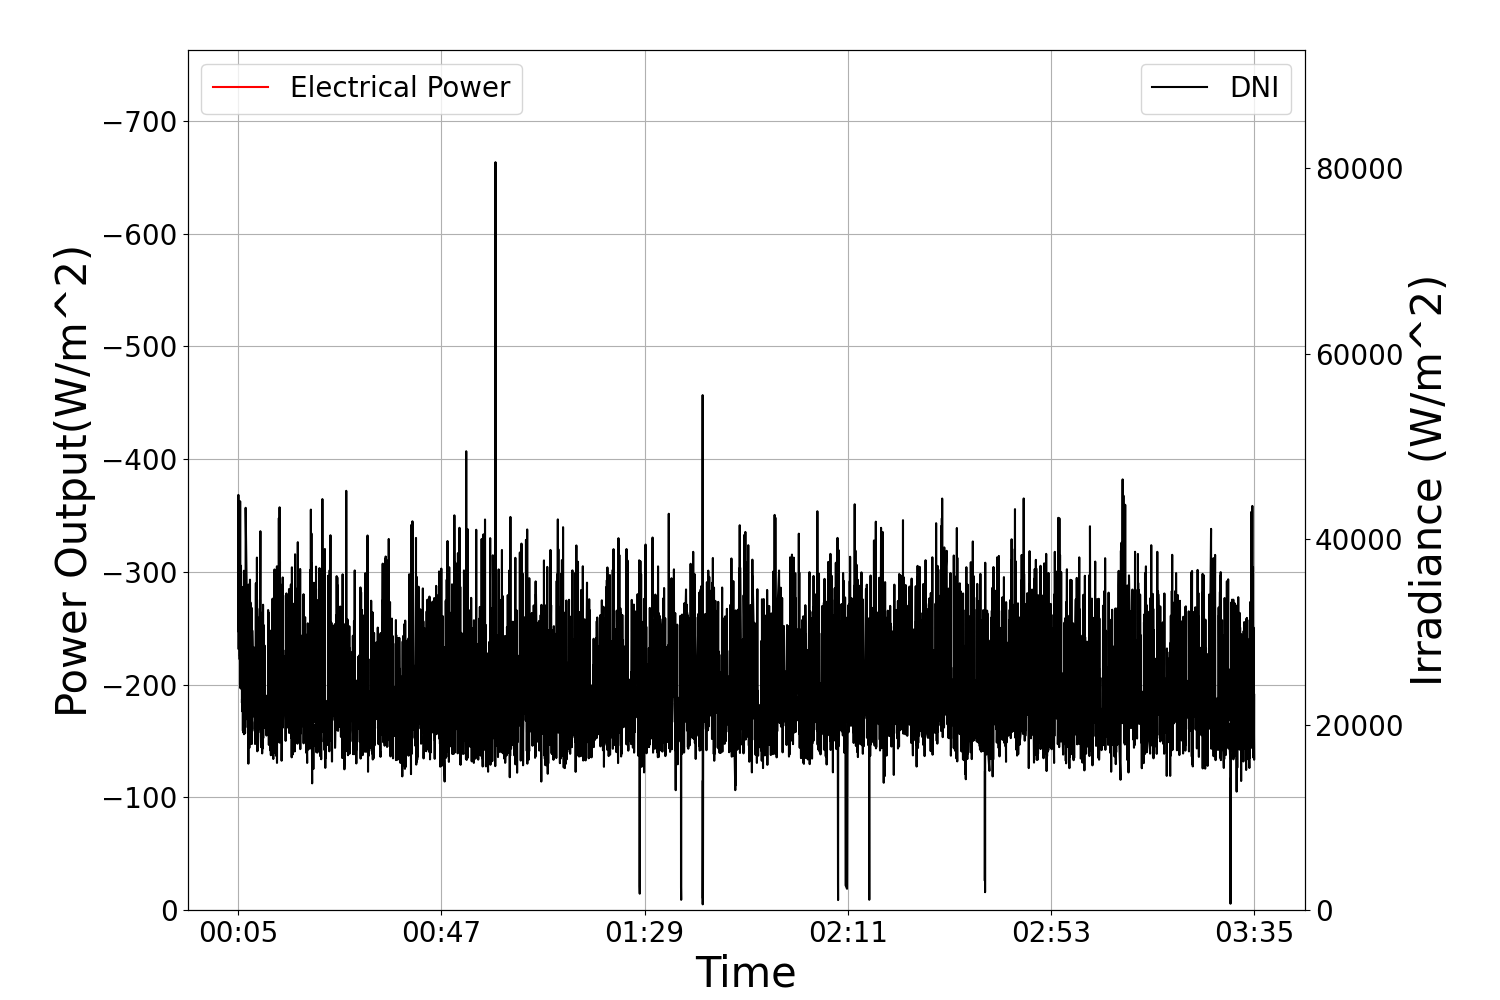 Electrical Power
DNI
Power Output(W/m^2)
−700
−600
−500
−400
−300
−200
−100
0
80000
60000
40000
20000
0
Irradiance (W/m^2)
00:05 00:47 01:29 02:11 02:53 03:35
Time